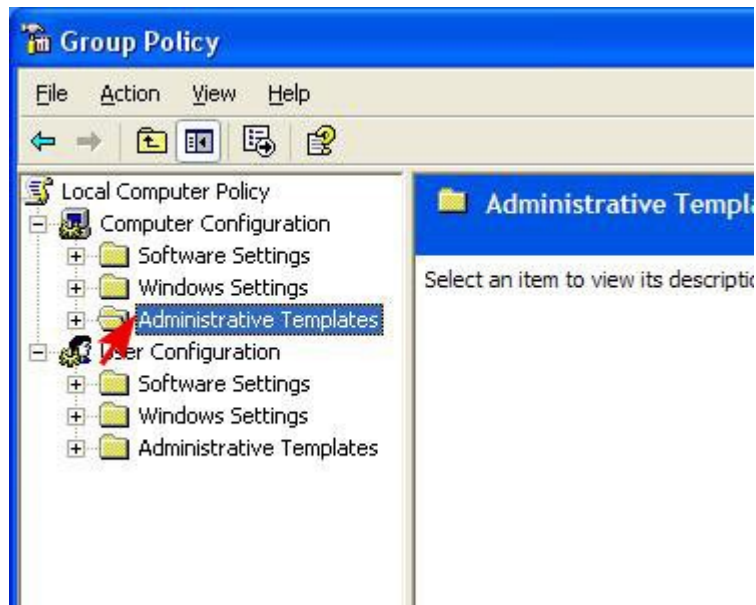 Group Policy
File Action View Help
Local Computer Policy
Computer Configuration
Software Settings
Windows Settings
Administrative Templates
User Configuration
Software Settings
Windows Settings
Administrative Templates
Administrative Templa
Select an item to view its descriptio